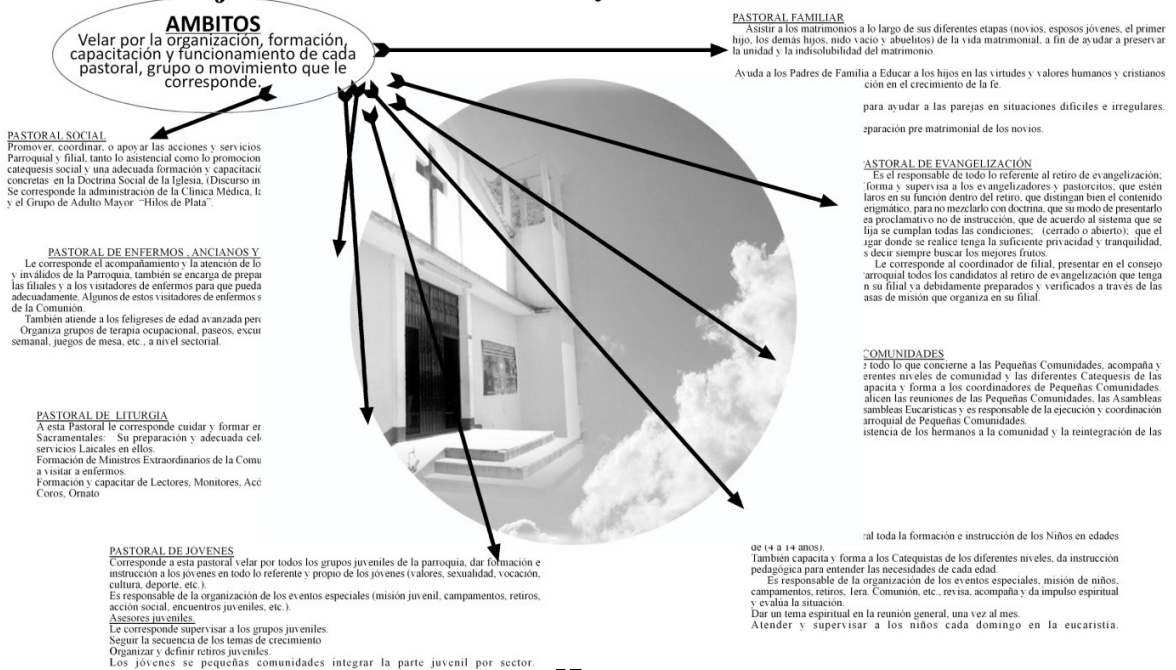 AMBITOS
Velar por la organización, formación,
capacitación y funcionamiento de cada
pastoral, grupo o movimiento que le
corresponde.
PASTORAL FAMILIAR
Asistir a los matrimonios a lo largo de sus diferentes etapas (novios, esposos jóvenes, el primer
hijo, los demás hijos, nido vacío y abuelitos) de la vida matrimonial, a fin de ayudar a preservar
la unidad y la indisolubilidad del matrimonio.
Ayuda a los Padres de Familia a Educar a los hijos en las virtudes y valores humanos y cristianos
ción en el crecimiento de la fe.
para ayudar a las parejas en situaciones difíciles e irregulares.
eparación pre matrimonial de los novios.
PASTORAL SOCIAL
Promover, coordinar, o apoyar las acciones y servicios
Parroquial y filial, tanto lo asistencial como lo promocion
catequesis social y una adecuada formación y capacitació
concretas en la Doctrina Social de la Iglesia, (Discurso in
Se corresponde la administración de la Clínica Médica, la
y el Grupo de Adulto Mayor "Hilos de Plata".
ASTORAL DE EVANGELIZACIÓN
Es el responsable de todo lo referente al retiro de evangelización;
forma y supervisa a los evangelizadores y pastorcitos; que estén
laros en su función dentro del retiro, que distingan bien el contenido
erigmático, para no mezclarlo con doctrina, que su modo de presentarlo
ea proclamativo no de instrucción, que de acuerdo al sistema que se
lija se cumplan todas las condiciones; (cerrado o abierto); que el
ugar donde se realice tenga la suficiente privacidad y tranquilidad,
s decir siempre buscar los mejores frutos.
Le corresponde al coordinador de filial, presentar en el consejo
arroquial todos los candidatos al retiro de evangelización que tenga
n su filial ya debidamente preparados y verificados a través de las
asas de misión que organiza en su filial.
PASTORAL DE ENFERMOS , ANCIANOS Y
Le corresponde el acompañamiento y la atención de lo
y inválidos de la Parroquia, también se encarga de prepar
las filiales y a los visitadores de enfermos para que pueda
adecuadamente, Algunos de estos visitadores de enfermos s
de la Comunión.
También atiende a los feligreses de edad avanzada perc
Organiza grupos de terapia ocupacional, paseos, excur
semanal, juegos de mesa, etc., a nivel sectorial.
COMUNIDADES
e todo lo que concierne a las Pequeñas Comunidades, acompaña y
erentes niveles de comunidad y las diferentes Catequesis de las
apacita y forma a los coordinadores de Pequeñas Comunidades.
alicen las reuniones de las Pequeñas Comunidades, las Asambleas
sambleas Eucarísticas y es responsable de la ejecución y coordinación
arroquial de Pequeñas Comunidades.
istencia de los hermanos a la comunidad y la reintegración de las
PASTORAL DE LITURGIA
A esta Pastoral le corresponde cuidar y formar en
Sacramentales: Su preparación y adecuada cele
servicios Laicales en ellos.
Formación de Ministros Extraordinarios de la Comu
a visitar a enfermos.
Formación y capacitar de Lectores, Monitores, Acó
Coros, Ornato
PASTORAL DE JÓVENES
Corresponde a esta pastoral velar por todos los grupos juveniles de la parroquia, dar formación e
instrucción a los jóvenes en todo lo referente y propio de los jóvenes (valores, sexualidad, vocación,
cultura, deporte, etc.).
Es responsable de la organización de los eventos especiales (misión juvenil, campamentos, retiros,
acción social, encuentros juveniles, etc.).
Asesores juveniles.
Le corresponde supervisar a los grupos juveniles.
Seguir la secuencia de los temas de crecimiento
Organizar y definir retiros juveniles.
Los jóvenes se pequeñas comunidades integrar la parte juvenil por sector.
ral toda la formación e instrucción de los Niños en edades
de (4 a 14 años).
También capacita y forma a los Catequistas de los diferentes niveles, da instrucción
pedagógica para entender las necesidades de cada edad.
Es responsable de la organización de los eventos especiales, misión de niños,
campamentos, retiros, 1era. Comunión, etc., revisa, acompaña y da impulso espiritual
y evalúa la situación.
Dar un tema espiritual en la reunión general, una vez al mes.
Atender y supervisar a los niños cada domingo en la eucaristía.